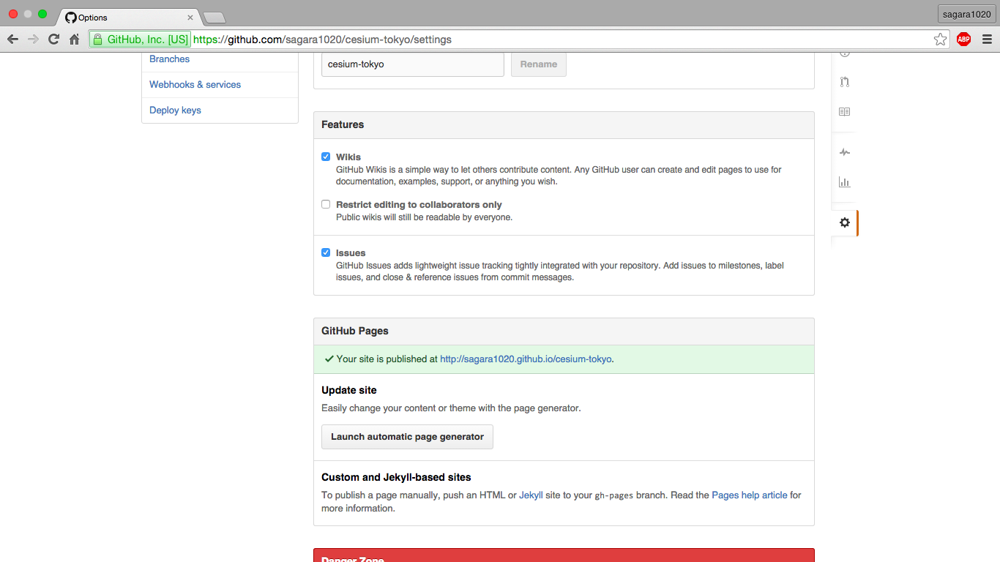 Options
sagara1020
GitHub, Inc. [US] https://github.com/sagara1020/cesium-tokyo/settings
ABP
Branches
Webhooks & services
Deploy keys
cesium-tokyo
Rename
Features
Wikis
GitHub Wikis is a simple way to let others contribute content. Any GitHub user can create and edit pages to use for
documentation, examples, support, or anything you wish.
Restrict editing to collaborators only
Public wikis will still be readable by everyone.
Issues
GitHub Issues adds lightweight issue tracking tightly integrated with your repository. Add issues to milestones, label
issues, and close & reference issues from commit messages.
GitHub Pages
Your site is published at http://sagara1020.github.io/cesium-tokyo.
Update site
Easily change your content or theme with the page generator.
Launch automatic page generator
Custom and Jekyll-based sites
To publish a page manually, push an HTML or Jekyll site to your gh-pages branch. Read the Pages help article for
more information.
Danger Zone